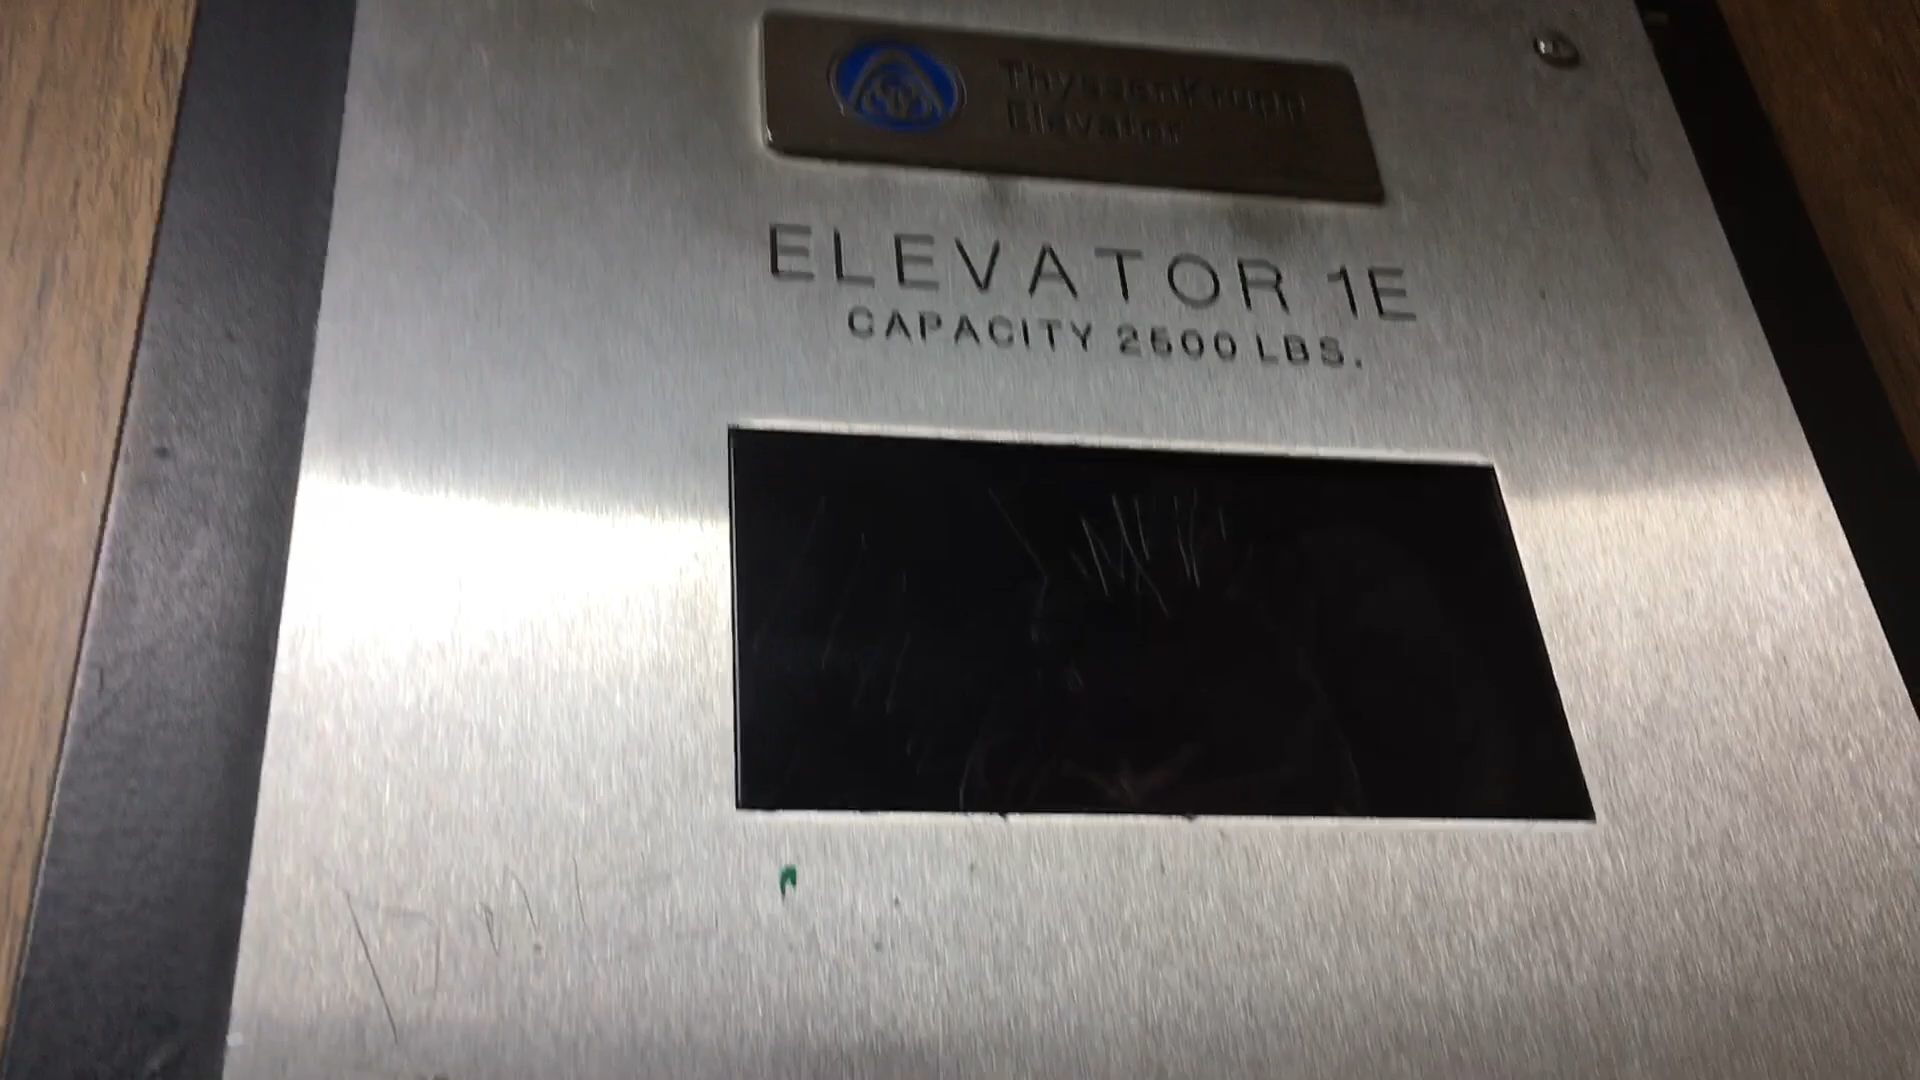 ThyssenKrupp
Elevator
ELEVATOR 1E
CAPACITY 2500 LBS.